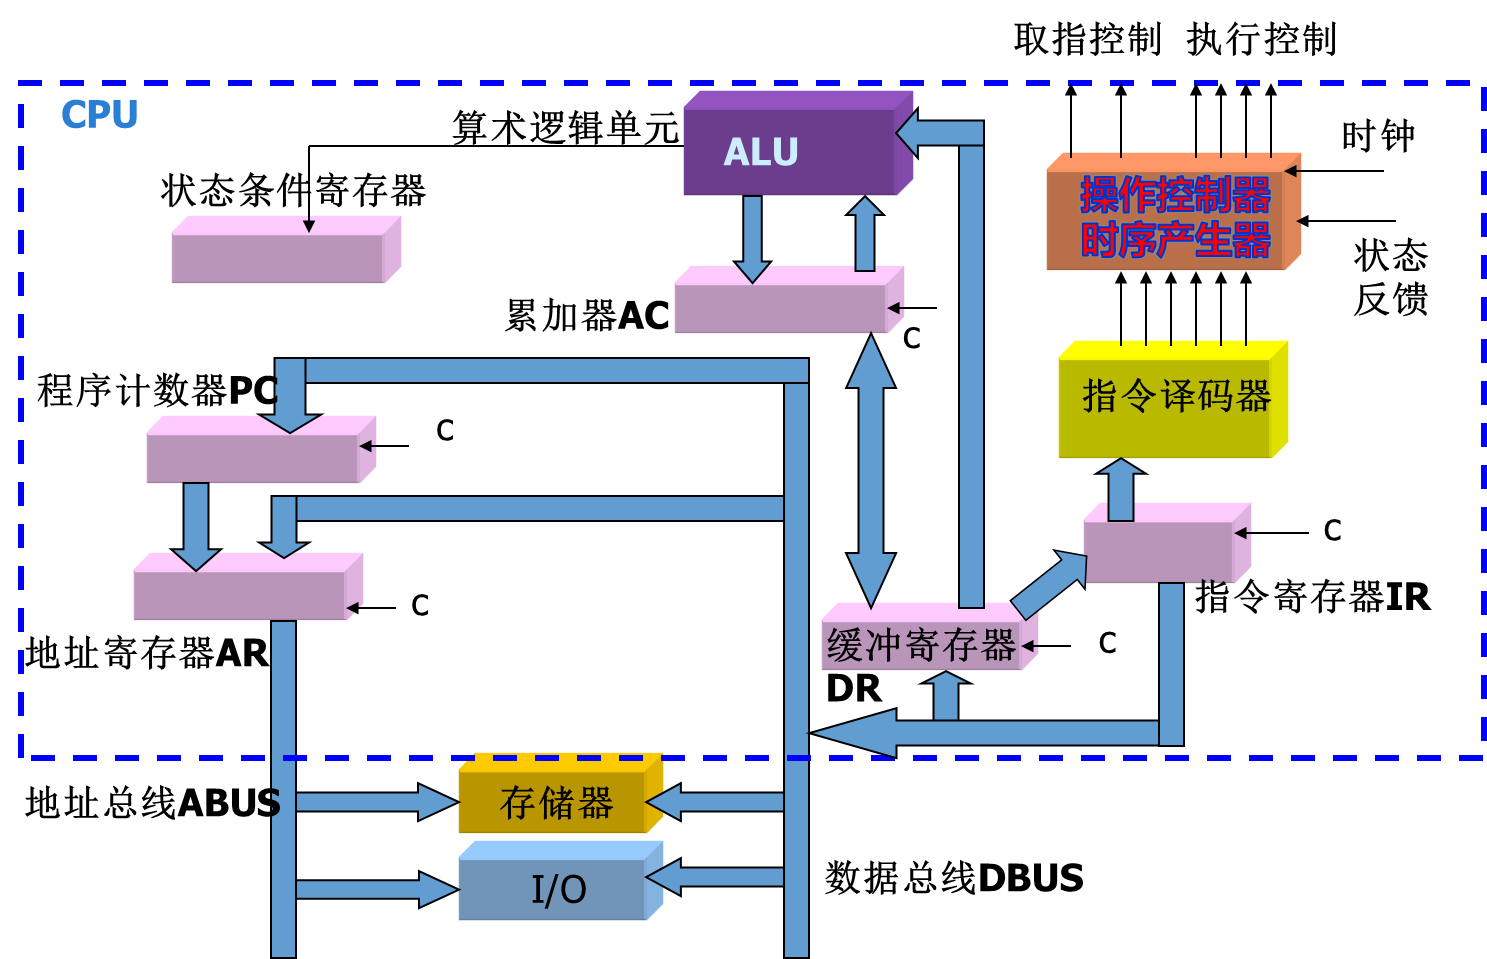 取指控制 执行控制
CPU
算术逻辑单元
ALU
时钟
操作控制器
时序产生器
状态条件寄存器
状态
反馈
累加器AC
C
程序计数器PC
C
指令译码器
C
指令寄存器IR
C
地址寄存器AR
缓冲寄存器
C
DR
地址总线ABUS
存储器
数据总线DBUS
I/O